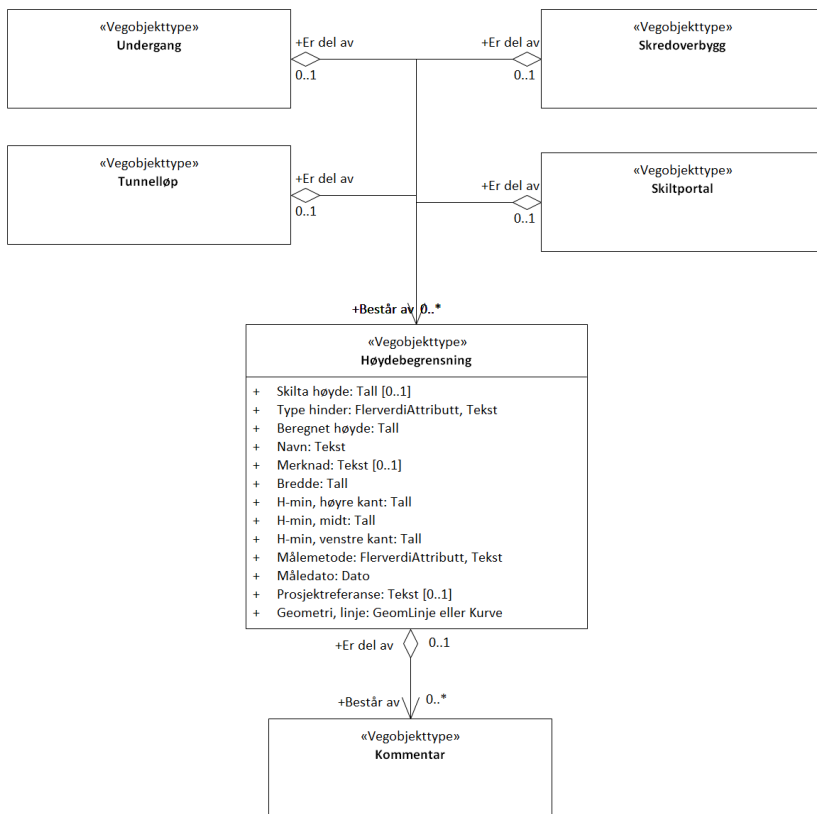 «Vegobjekttype»
Undergang
+Er del av
0..1
«Vegobjekttype»
Skredoverbygg
+Er del av
0..1
«Vegobjekttype»
Tunnelløp
+Er del av
0..1
«Vegobjekttype»
Skiltportal
+Er del av
0..1
+Består av 0..*
«Vegobjekttype»
Høydebegrensning
+ Skilta høyde: Tall [0..1]
+ Type hinder: FlerverdiAttributt, Tekst
+ Beregnet høyde: Tall
+ Navn: Tekst
+ Merknad: Tekst [0..1]
+ Bredde: Tall
+ H-min, høyre kant: Tall
+ H-min, midt: Tall
+ H-min, venstre kant: Tall
+ Målemetode: FlerverdiAttributt, Tekst
+ Måledato: Dato
+ Prosjektreferanse: Tekst [0..1]
+ Geometri, linje: GeomLinje eller Kurve
+Er del av 0..1
+Består av 0..*
«Vegobjekttype»
Kommentar